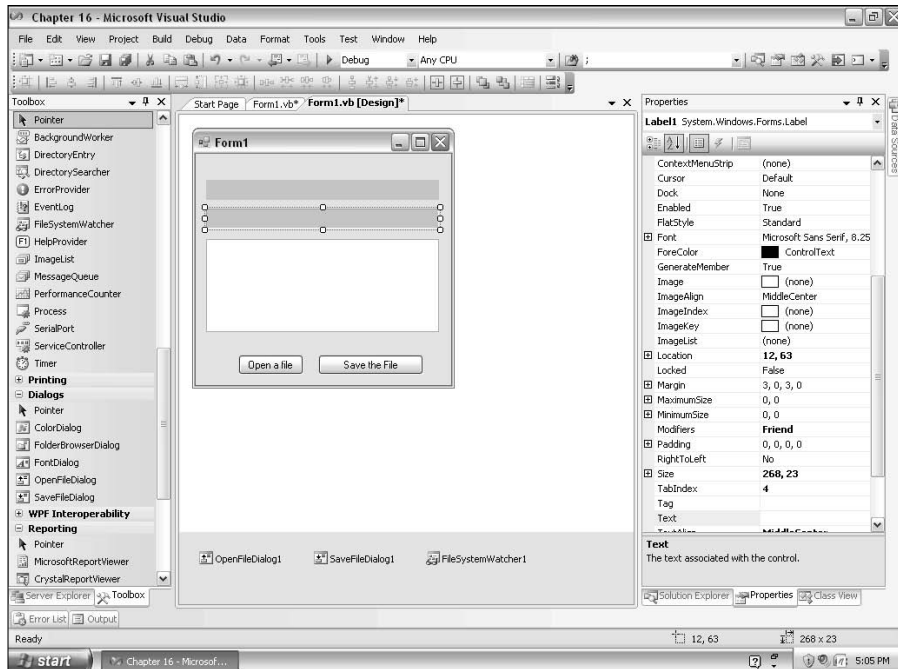 Chapter 16 - Microsoft Visual Studio
File Edit View Project Build Debug Data Format Tools Test Window Help
Debug Any CPU ;
Toolbox
Pointer
BackgroundWorker
DirectoryEntry
DirectorySearcher
ErrorProvider
EventLog
FileSystemWatcher
HelpProvider
ImageList
MessageQueue
PerformanceCounter
Process
SerialPort
ServiceController
Timer
Printing
Dialogs
Pointer
ColorDialog
FolderBrowserDialog
FontDialog
OpenFileDialog
SaveFileDialog
WPF Interoperability
Reporting
Pointer
MicrosoftReportViewer
CrystalReportViewer
Server Explorer Toolbox
Error List Output
Start Page Form1.vb* Form1.vb [Design]*
Form1
Open a file Save the File
OpenFileDialog1 SaveFileDialog1 FileSystemWatcher1
Properties
Label1 System.Windows.Forms.Label
ContextMenuStrip (none)
Cursor Default
Dock None
Enabled True
FlatStyle Standard
Font Microsoft Sans Serif, 8.25
ForeColor ControlText
GenerateMember True
Image (none)
ImageAlign MiddleCenter
ImageIndex (none)
ImageKey (none)
ImageList (none)
Location 12, 63
Locked False
Margin 3, 0, 3, 0
MaximumSize 0, 0
MinimumSize 0, 0
Modifiers Friend
Padding 0, 0, 0, 0
RightToLeft No
Size 268, 23
TabIndex 4
Tag
Text
TextAlign MiddleCenter
Text
The text associated with the control.
Solution Explorer Properties Class View
Data Sources
Ready 12, 63 268 x 23
start Chapter 16 - Microsof... 5:05 PM